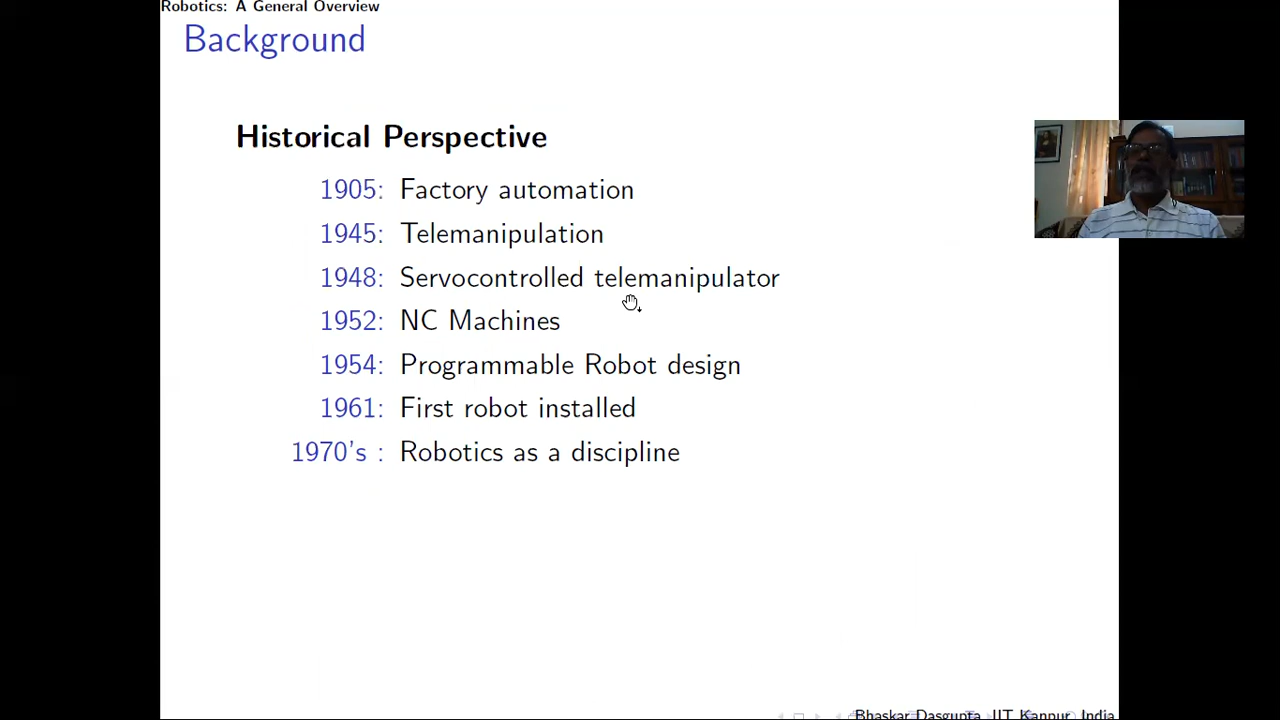 Robotics: A General Overview
Background
Historical Perspective
1905: Factory automation
1945: Telemanipulation
1948: Servocontrolled telemanipulator
1952: NC Machines
1954: Programmable Robot design
1961: First robot installed
1970's : Robotics as a discipline
Bhaskar Dasgupta, IIT Kanpur, India